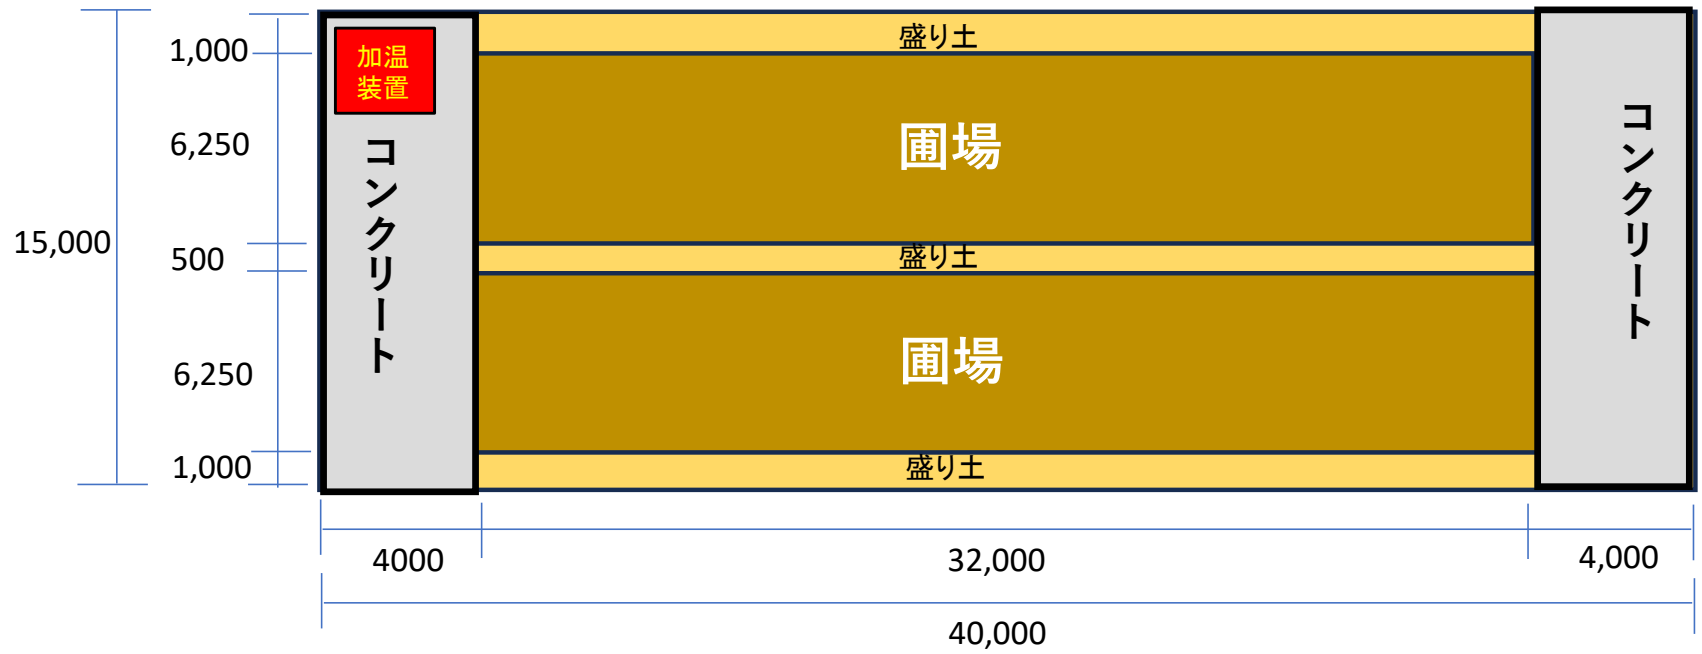 盛り土
1,000
加温
装置
6,250
圃場
コンクリート
コンクリート
15,000
500
盛り土
圃場
6,250
1,000
盛り土
4000
32,000
4,000
40,000